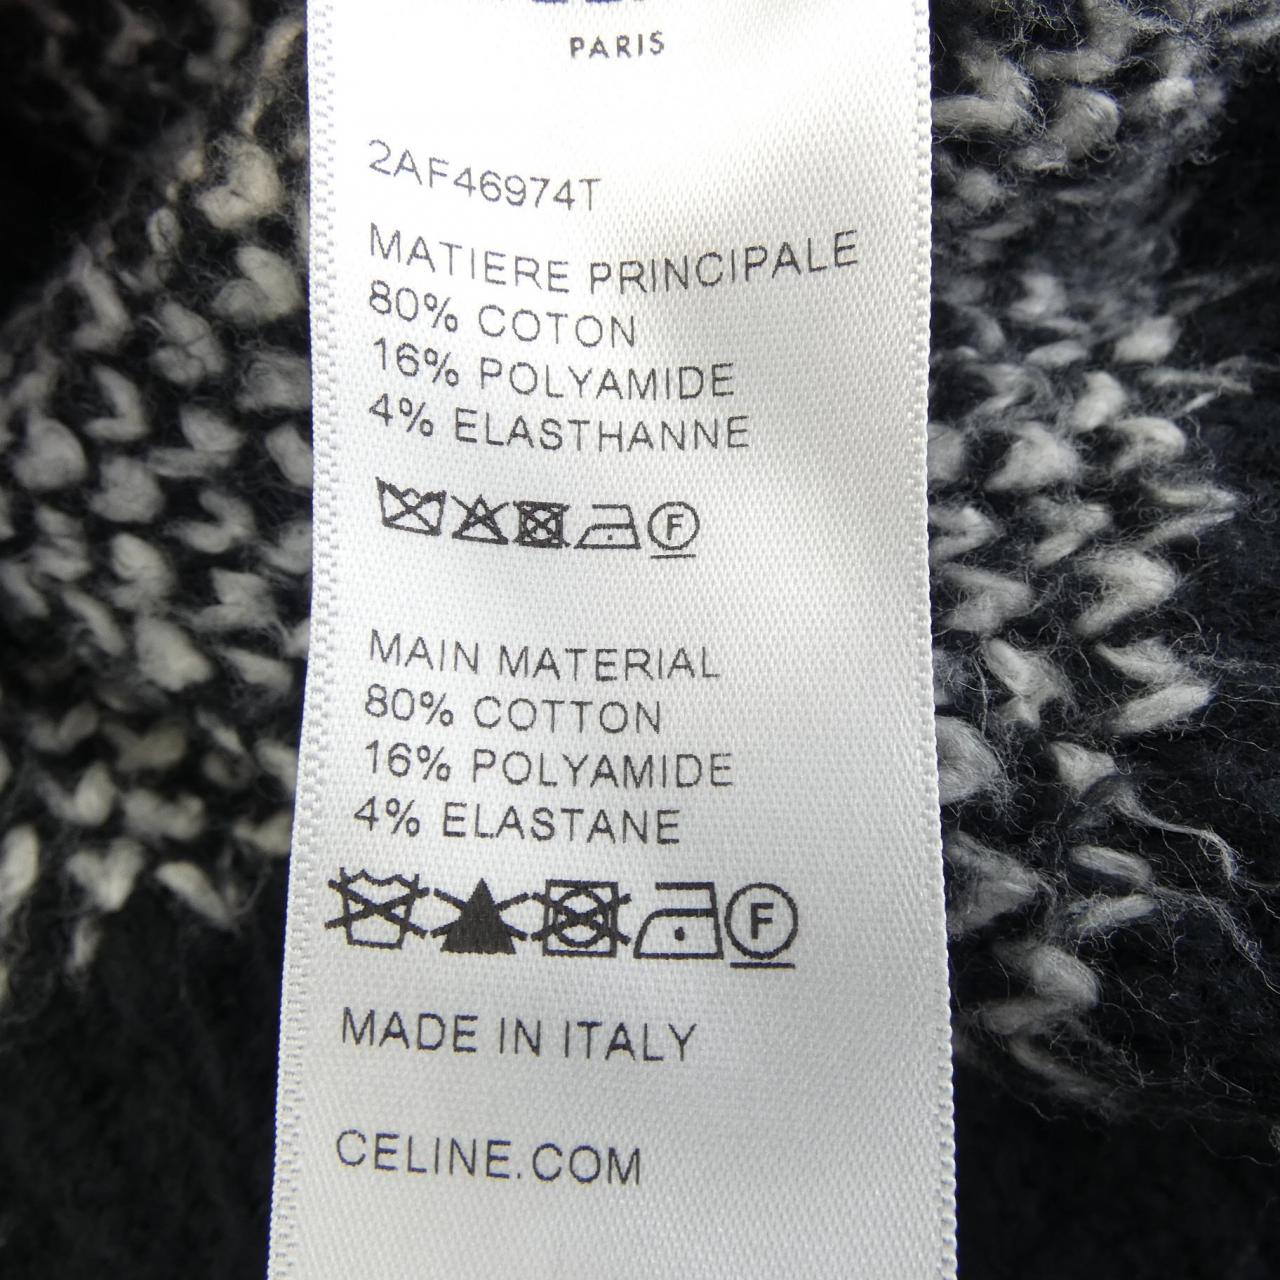 PARIS
2AF46974T
MATIERE PRINCIPALE
80% COTON
16% POLYAMIDE
4% ELASTHANNE
F
MAIN MATERIAL
80% COTTON
16% POLYAMIDE
4% ELASTANE
F
MADE IN ITALY
CELINE.COM